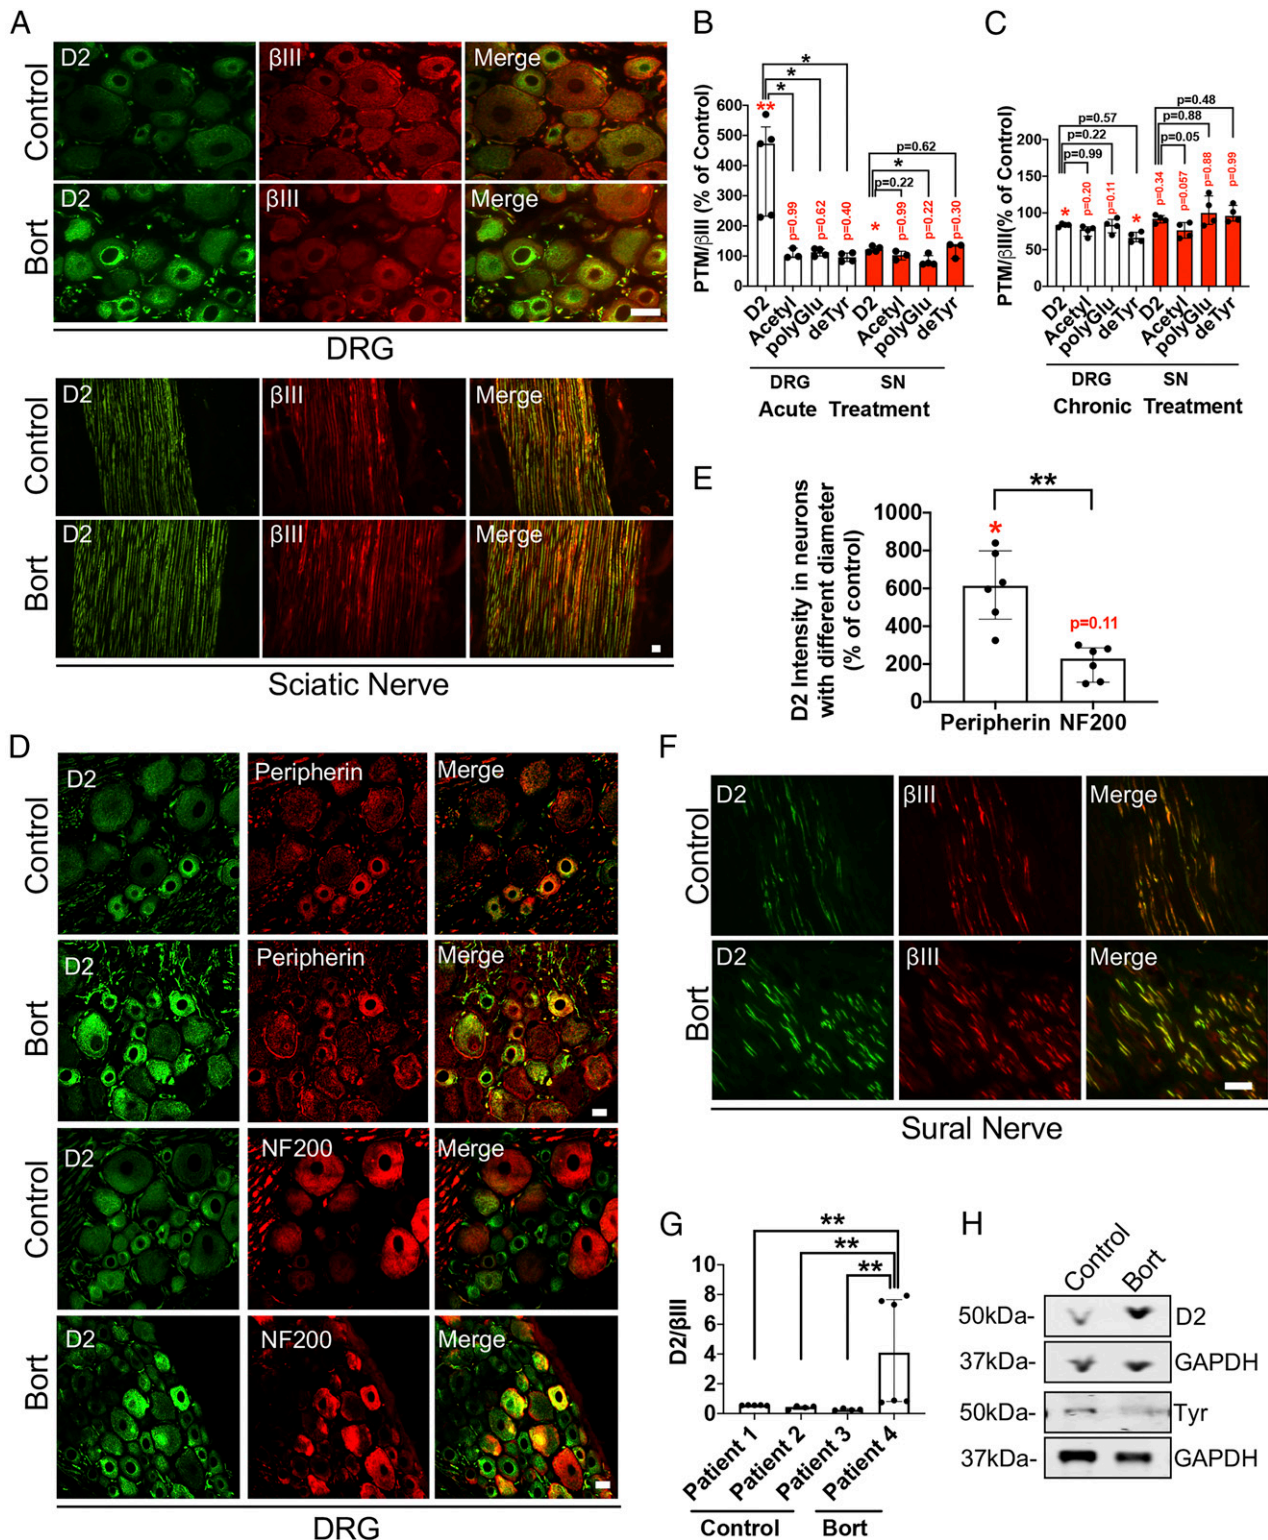 A
Control
D2
βIII
Merge
Bort
DRG
Control
D2
βIII
Merge
Bort
D2
βIII
Merge
Sciatic Nerve
B
PTM/βIII (% of Control)
600
500
400
300
200
100
0
*
*
*
**
p=0.99
p=0.62
p=0.40
p=0.62
*
p=0.22
*
p=0.99
p=0.22
p=0.30
D2
Acetyl
polyGlu
deTyr
D2
Acetyl
polyGlu
deTyr
DRG
SN
Acute Treatment
C
PTM/βIII(% of Control)
250
200
150
100
50
0
p=0.57
p=0.22
p=0.99
p=0.48
p=0.88
p=0.05
*
p=0.20
p=0.11
*
p=0.34
p=0.057
p=0.88
p=0.99
D2
Acetyl
polyGlu
deTyr
D2
Acetyl
polyGlu
deTyr
DRG
SN
Chronic Treatment
E
D2 Intensity in neurons
with different diameter
(% of control)
1000
800
600
400
200
0
**
*
p=0.11
Peripherin
NF200
D
Control
D2
Peripherin
Merge
Bort
D2
Peripherin
Merge
Control
D2
NF200
Merge
Bort
D2
NF200
Merge
DRG
F
Control
D2
βIII
Merge
Bort
D2
βIII
Merge
Sural Nerve
G
D2/βIII
10
8
6
4
2
0
**
**
**
Patient 1
Patient 2
Patient 3
Patient 4
Control
Bort
H
Control
Bort
50kDa-
D2
37kDa-
GAPDH
50kDa-
Tyr
37kDa-
GAPDH